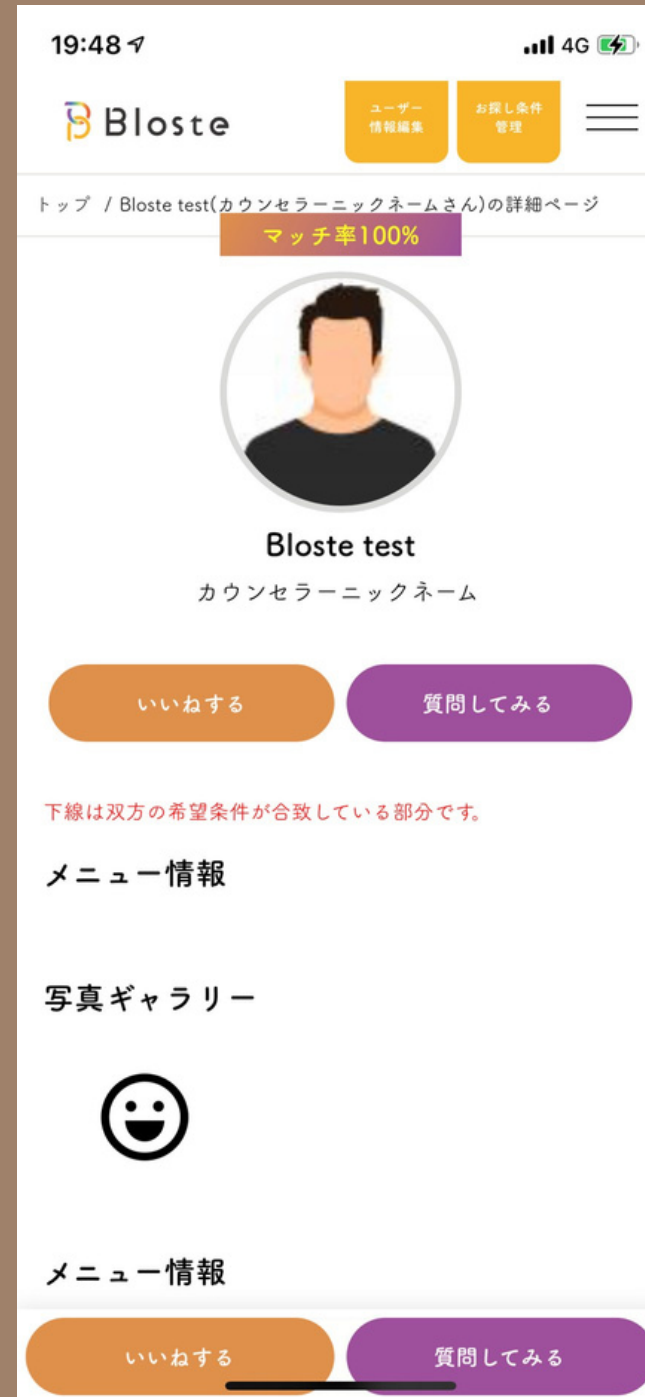 19:48
4G
Bloste
ユーザー
情報編集
お探し条件
管理
トップ / Bloste test(カウンセラーニックネームさん)の詳細ページ
マッチ率100%
Bloste test
カウンセラーニックネーム
いいねする
質問してみる
下線は双方の希望条件が合致している部分です。
メニュー情報
写真ギャラリー
メニュー情報
いいねする
質問してみる